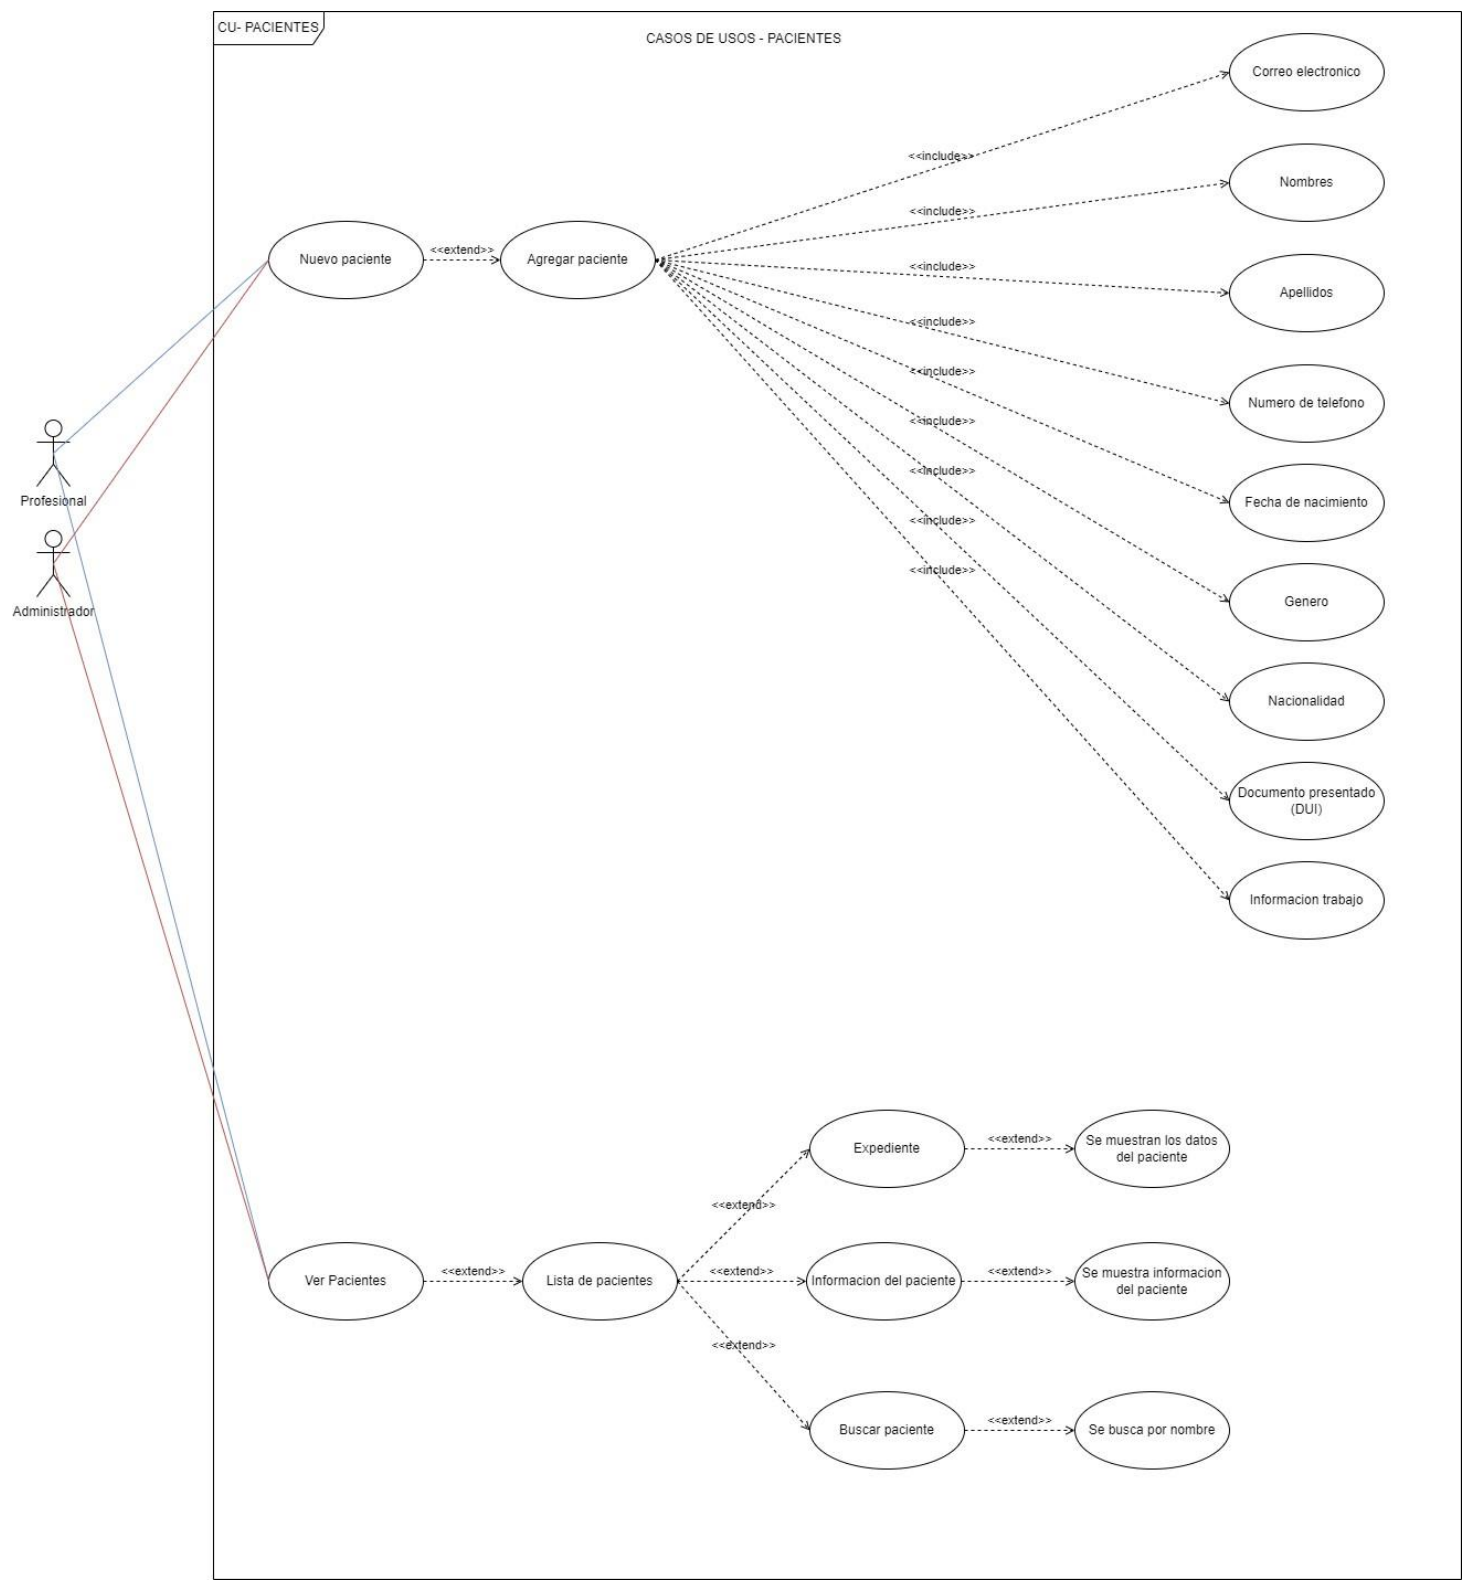 CU- PACIENTES
CASOS DE USOS - PACIENTES
Correo electronico
<<include>>
Nombres
<<include>>
Nuevo paciente
<<extend>>
Agregar paciente
<<include>>
Apellidos
<<include>>
<<include>>
Numero de telefono
<<include>>
<<include>>
Profesional
Fecha de nacimiento
<<include>>
<<include>>
Administrador
Genero
Nacionalidad
Documento presentado
(DUI)
Informacion trabajo
Expediente
<<extend>>
Se muestran los datos
del paciente
<<extend>>
Ver Pacientes
<<extend>>
Lista de pacientes
<<extend>>
Informacion del paciente
<<extend>>
Se muestra informacion
del paciente
<<extend>>
Buscar paciente
<<extend>>
Se busca por nombre